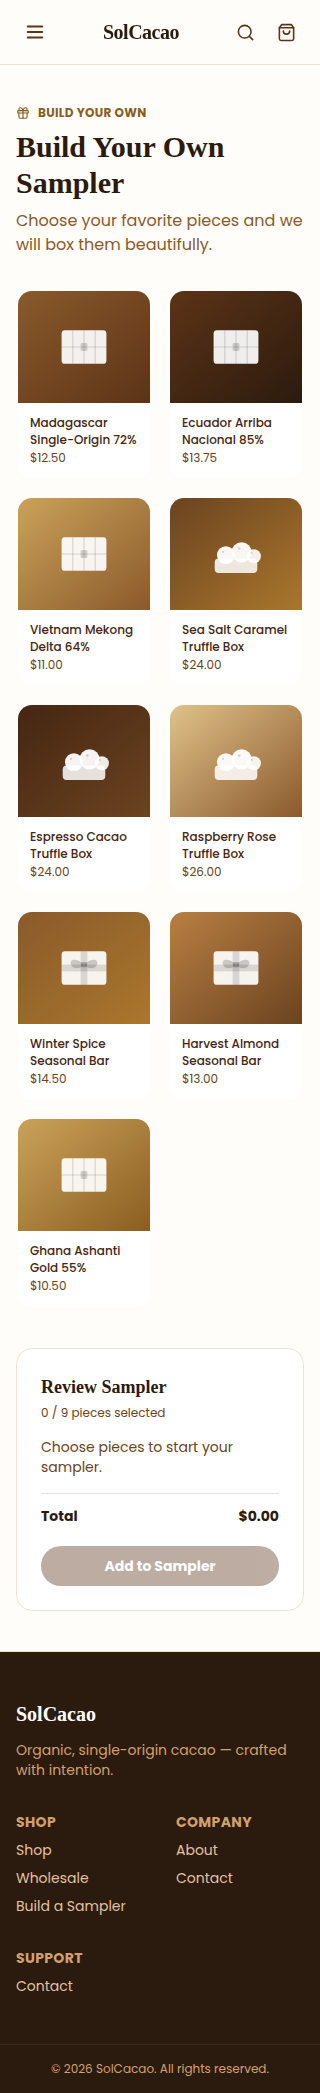 SolCacao
BUILD YOUR OWN
Build Your Own
Sampler
Choose your favorite pieces and we
will box them beautifully.
Madagascar
Single-Origin 72%
$12.50
Ecuador Arriba
Nacional 85%
$13.75
Vietnam Mekong
Delta 64%
$11.00
Sea Salt Caramel
Truffle Box
$24.00
Espresso Cacao
Truffle Box
$24.00
Raspberry Rose
Truffle Box
$26.00
Winter Spice
Seasonal Bar
$14.50
Harvest Almond
Seasonal Bar
$13.00
Ghana Ashanti
Gold 55%
$10.50
Review Sampler
0 / 9 pieces selected
Choose pieces to start your
sampler.
Total $0.00
Add to Sampler
SolCacao
Organic, single-origin cacao — crafted
with intention.
SHOP
Shop
Wholesale
Build a Sampler
COMPANY
About
Contact
SUPPORT
Contact
© 2026 SolCacao. All rights reserved.